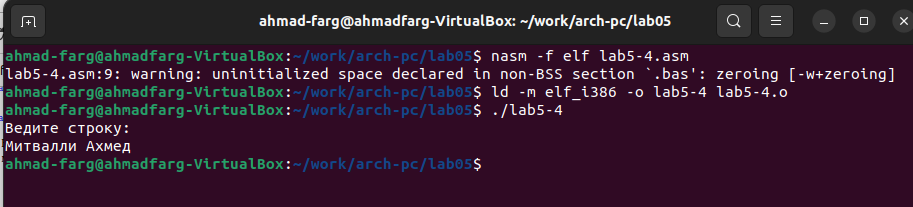 ahmad-farg@ahmadfarg-VirtualBox: ~/work/arch-pc/lab05
ahmad-farg@ahmadfarg-VirtualBox:~/work/arch-pc/lab05$ nasm -f elf lab5-4.asm
lab5-4.asm:9: warning: uninitialized space declared in non-BSS section `.bas': zeroing [-w+zeroing]
ahmad-farg@ahmadfarg-VirtualBox:~/work/arch-pc/lab05$ ld -m elf_i386 -o lab5-4 lab5-4.o
ahmad-farg@ahmadfarg-VirtualBox:~/work/arch-pc/lab05$ ./lab5-4
Ведите строку:
Митвалли Ахмед
ahmad-farg@ahmadfarg-VirtualBox:~/work/arch-pc/lab05$